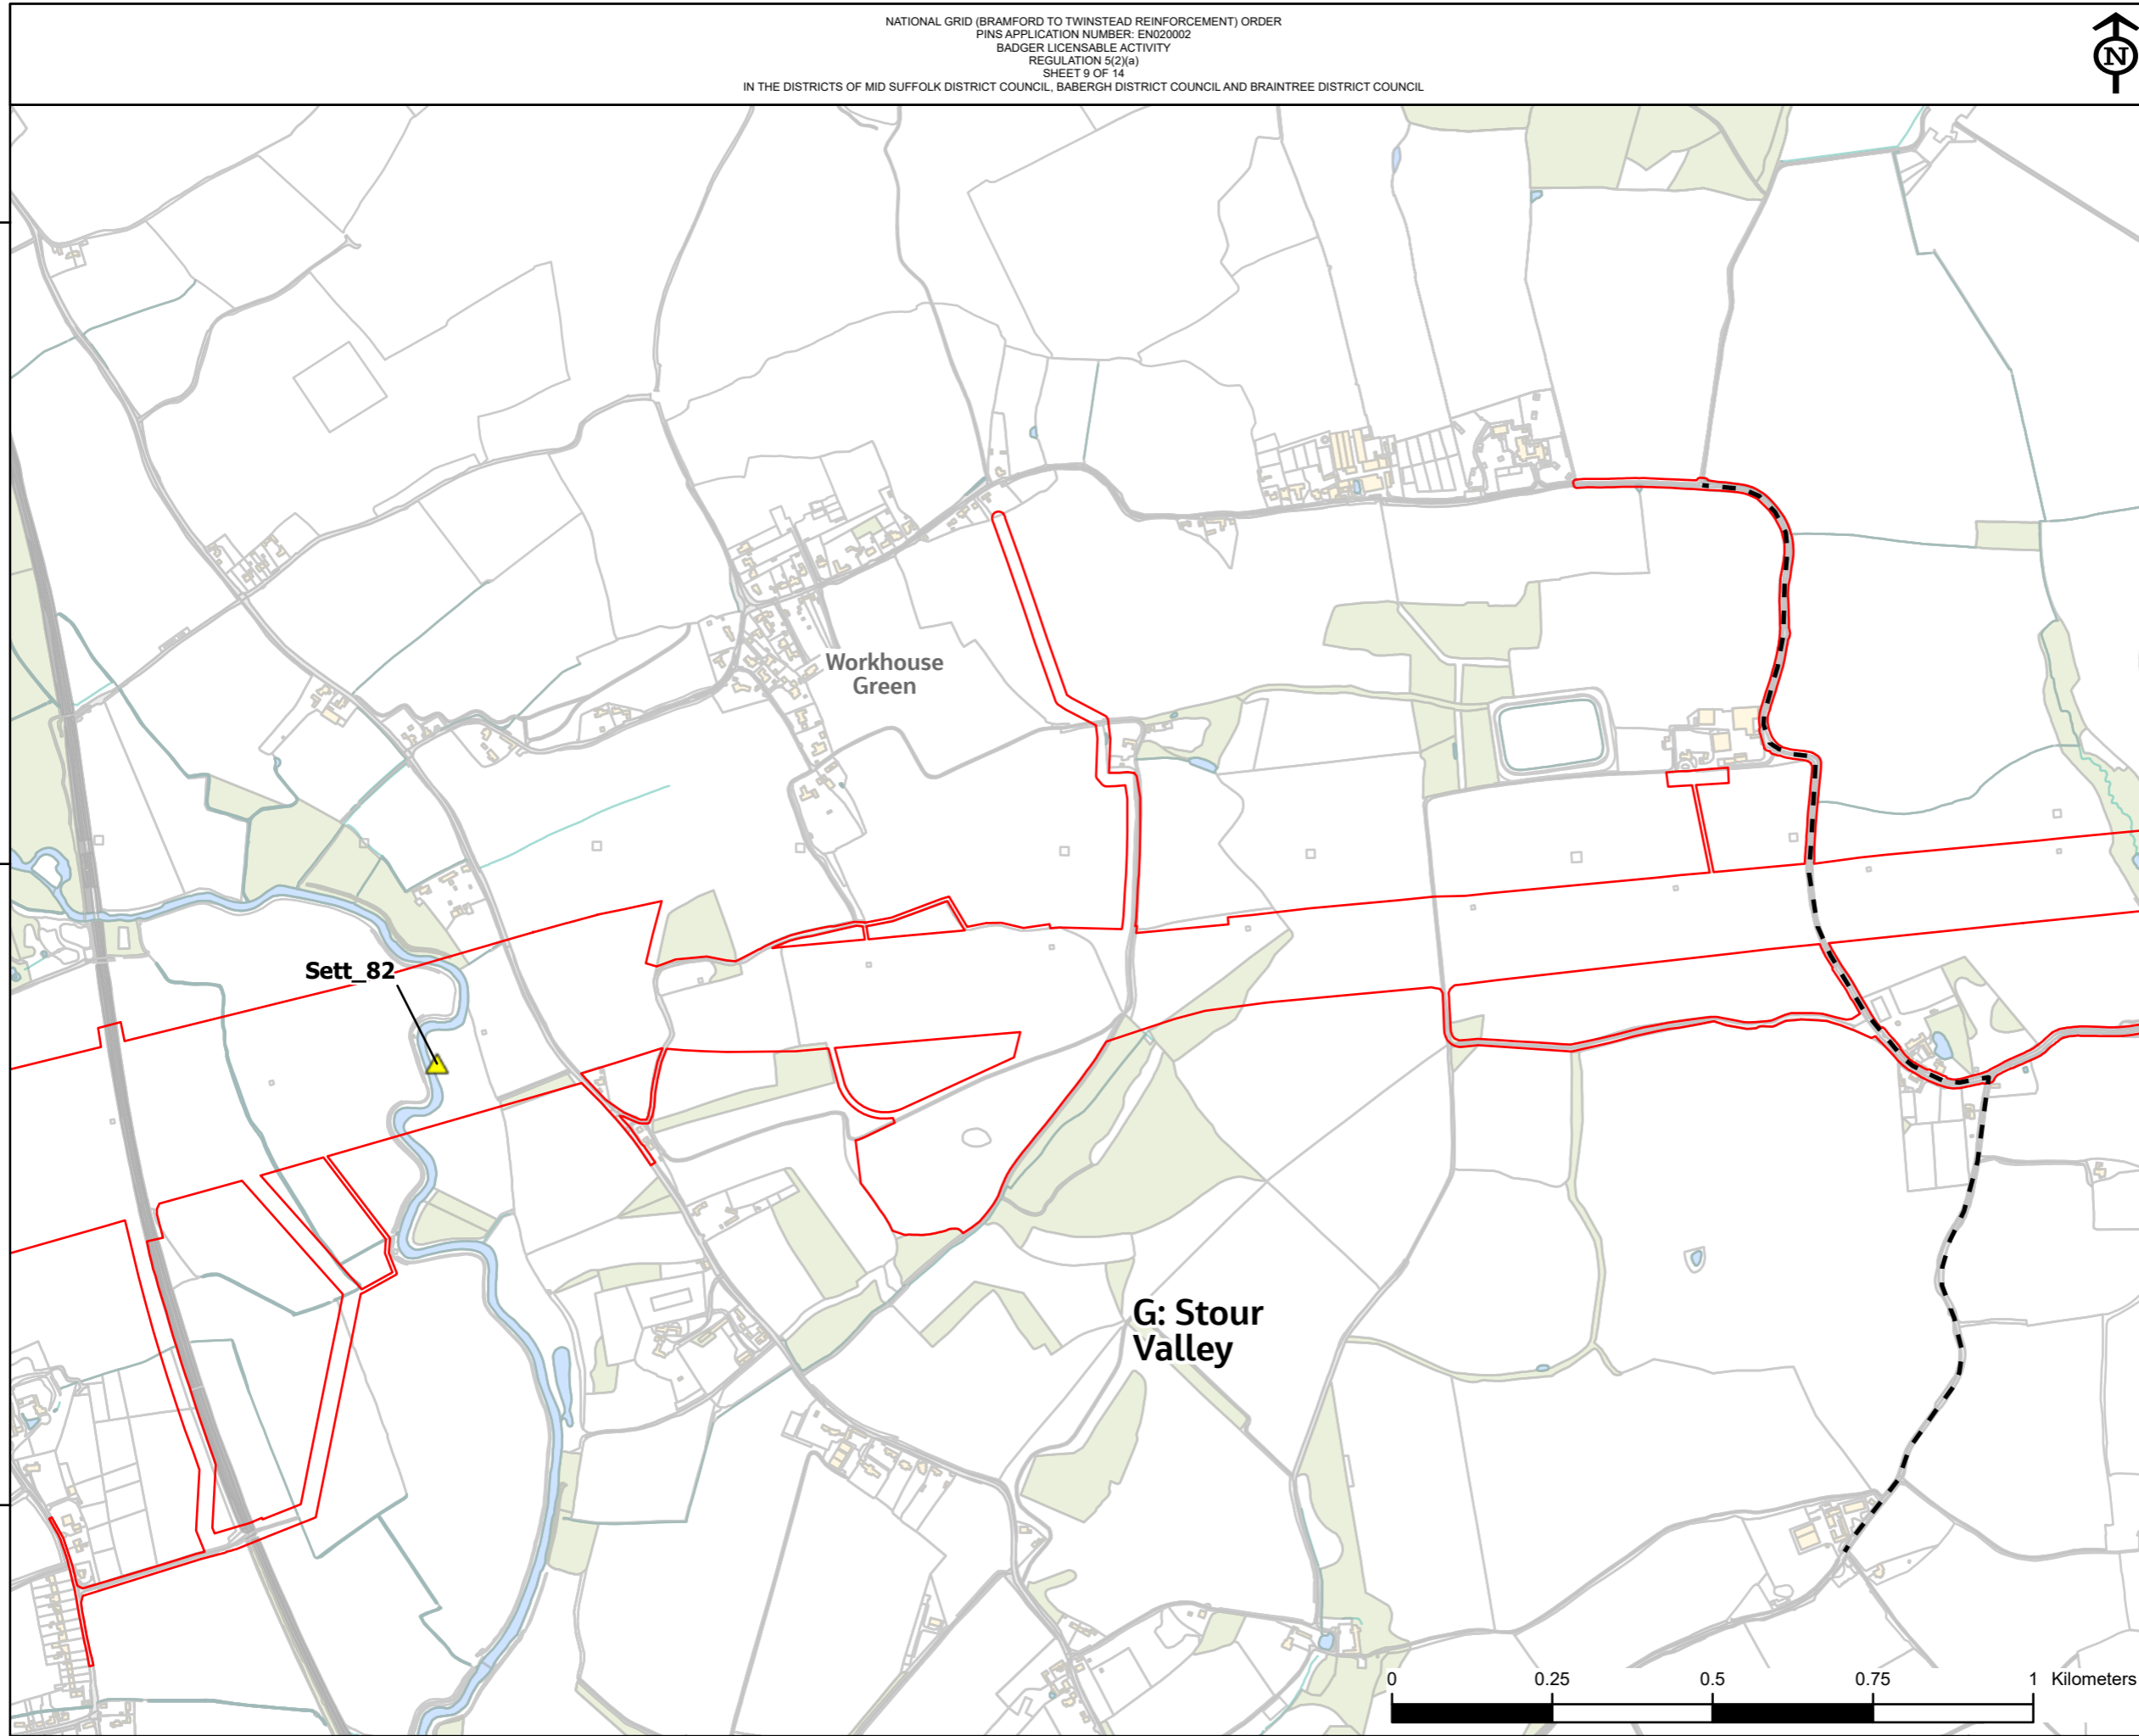 NATIONAL GRID (BRAMFORD TO TWINSTEAD REINFORCEMENT) ORDER
PINS APPLICATION NUMBER: EN020002
BADGER LICENSABLE ACTIVITY
REGULATION 5(2)(a)
SHEET 9 OF 14
IN THE DISTRICTS OF MID SUFFOLK DISTRICT COUNCIL, BABERGH DISTRICT COUNCIL AND BRAINTREE DISTRICT COUNCIL
N
Workhouse
Green
Sett_82
G: Stour
Valley
0 0.25 0.5 0.75 1 Kilometers